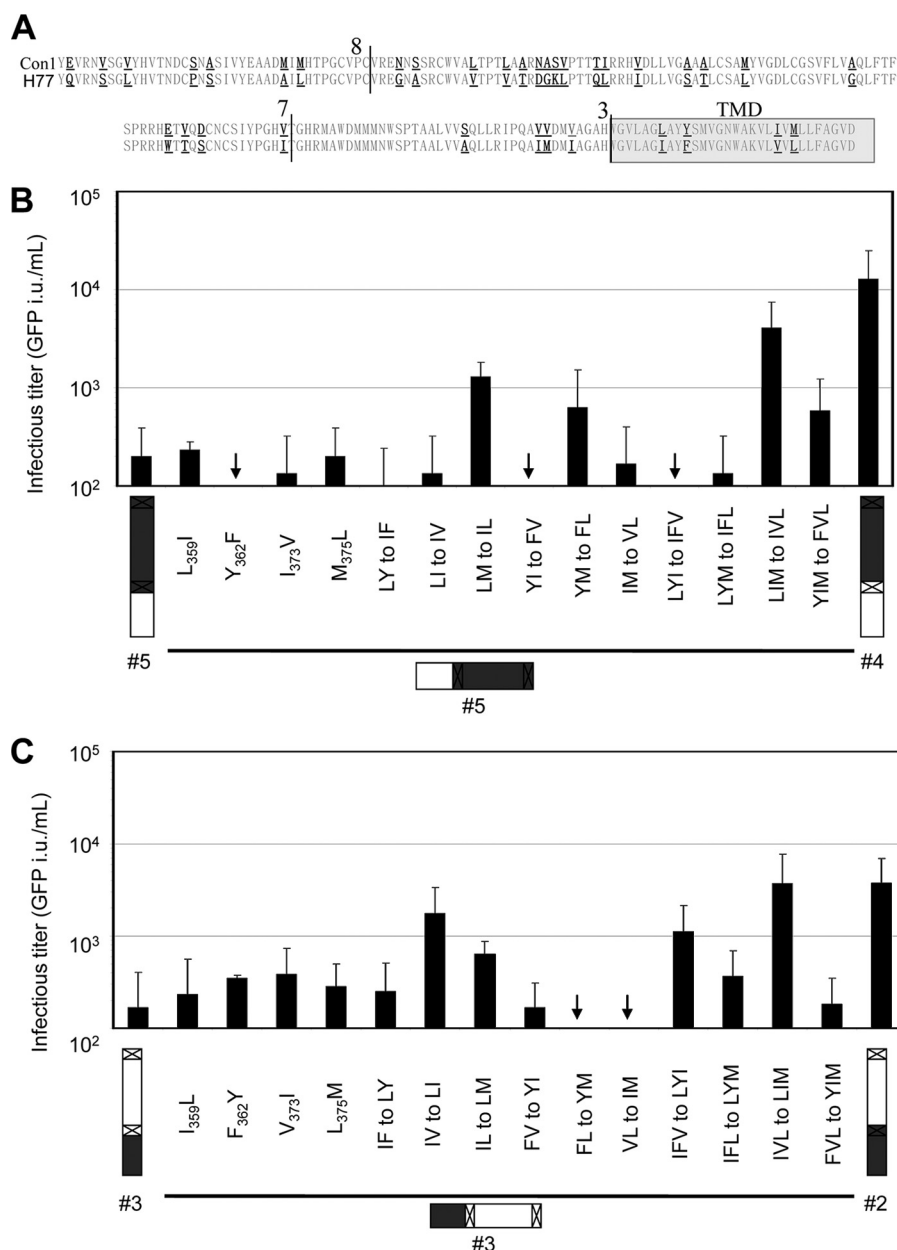 A
8
Con1 YEVRNVSGVYHVTNDCSNASIVYEAADMIMHTPGCVPCVRENNSSRCWVALTPTLAARNASVPTTTIRRHVDLLVGAAALCSAMYVGDLCGSVFLVAQLFTF
H77 YQVRNSSGLYHVTNDCPNSSIVYEAADAILHTPGCVPCVREGNASRCWVAVTPTVATRDGKLPTTQLRRHIDLLVGSATLCSALYVGDLCGSVFLVGQLFTF
7 3 TMD
SPRRHETVQDCNCSIYPGHVTGHRMAWDMMMNWSPTAALVVSQLLRIPQAVVDMVAGAHWGVLAGLAYYSMVGNWAKVLIVMLLFAGVD
SPRRHWTTQSCNCSIYPGHITGHRMAWDMMMNWSPTAALVVAQLLRIPQAIMDMIAGAHWGVLAGIAYFSMVGNWAKVLVVLLLFAGVD
B
Infectious titer (GFP i.u./mL)
10⁵
10⁴
10³
10²
#5
L₃₅₉I
Y₃₆₂F
I₃₇₃V
M₃₇₅L
LY to IF
LI to IV
LM to IL
YI to FV
YM to FL
IM to VL
LYI to IFV
LYM to IFL
LIM to IVL
YIM to FVL
#4
#5
C
Infectious titer (GFP i.u./mL)
10⁵
10⁴
10³
10²
#3
I₃₅₉L
F₃₆₂Y
V₃₇₃I
L₃₇₅M
IF to LY
IV to LI
IL to LM
FV to YI
FL to YM
VL to IM
IFV to LYI
IFL to LYM
IVL to LIM
FVL to YIM
#2
#3